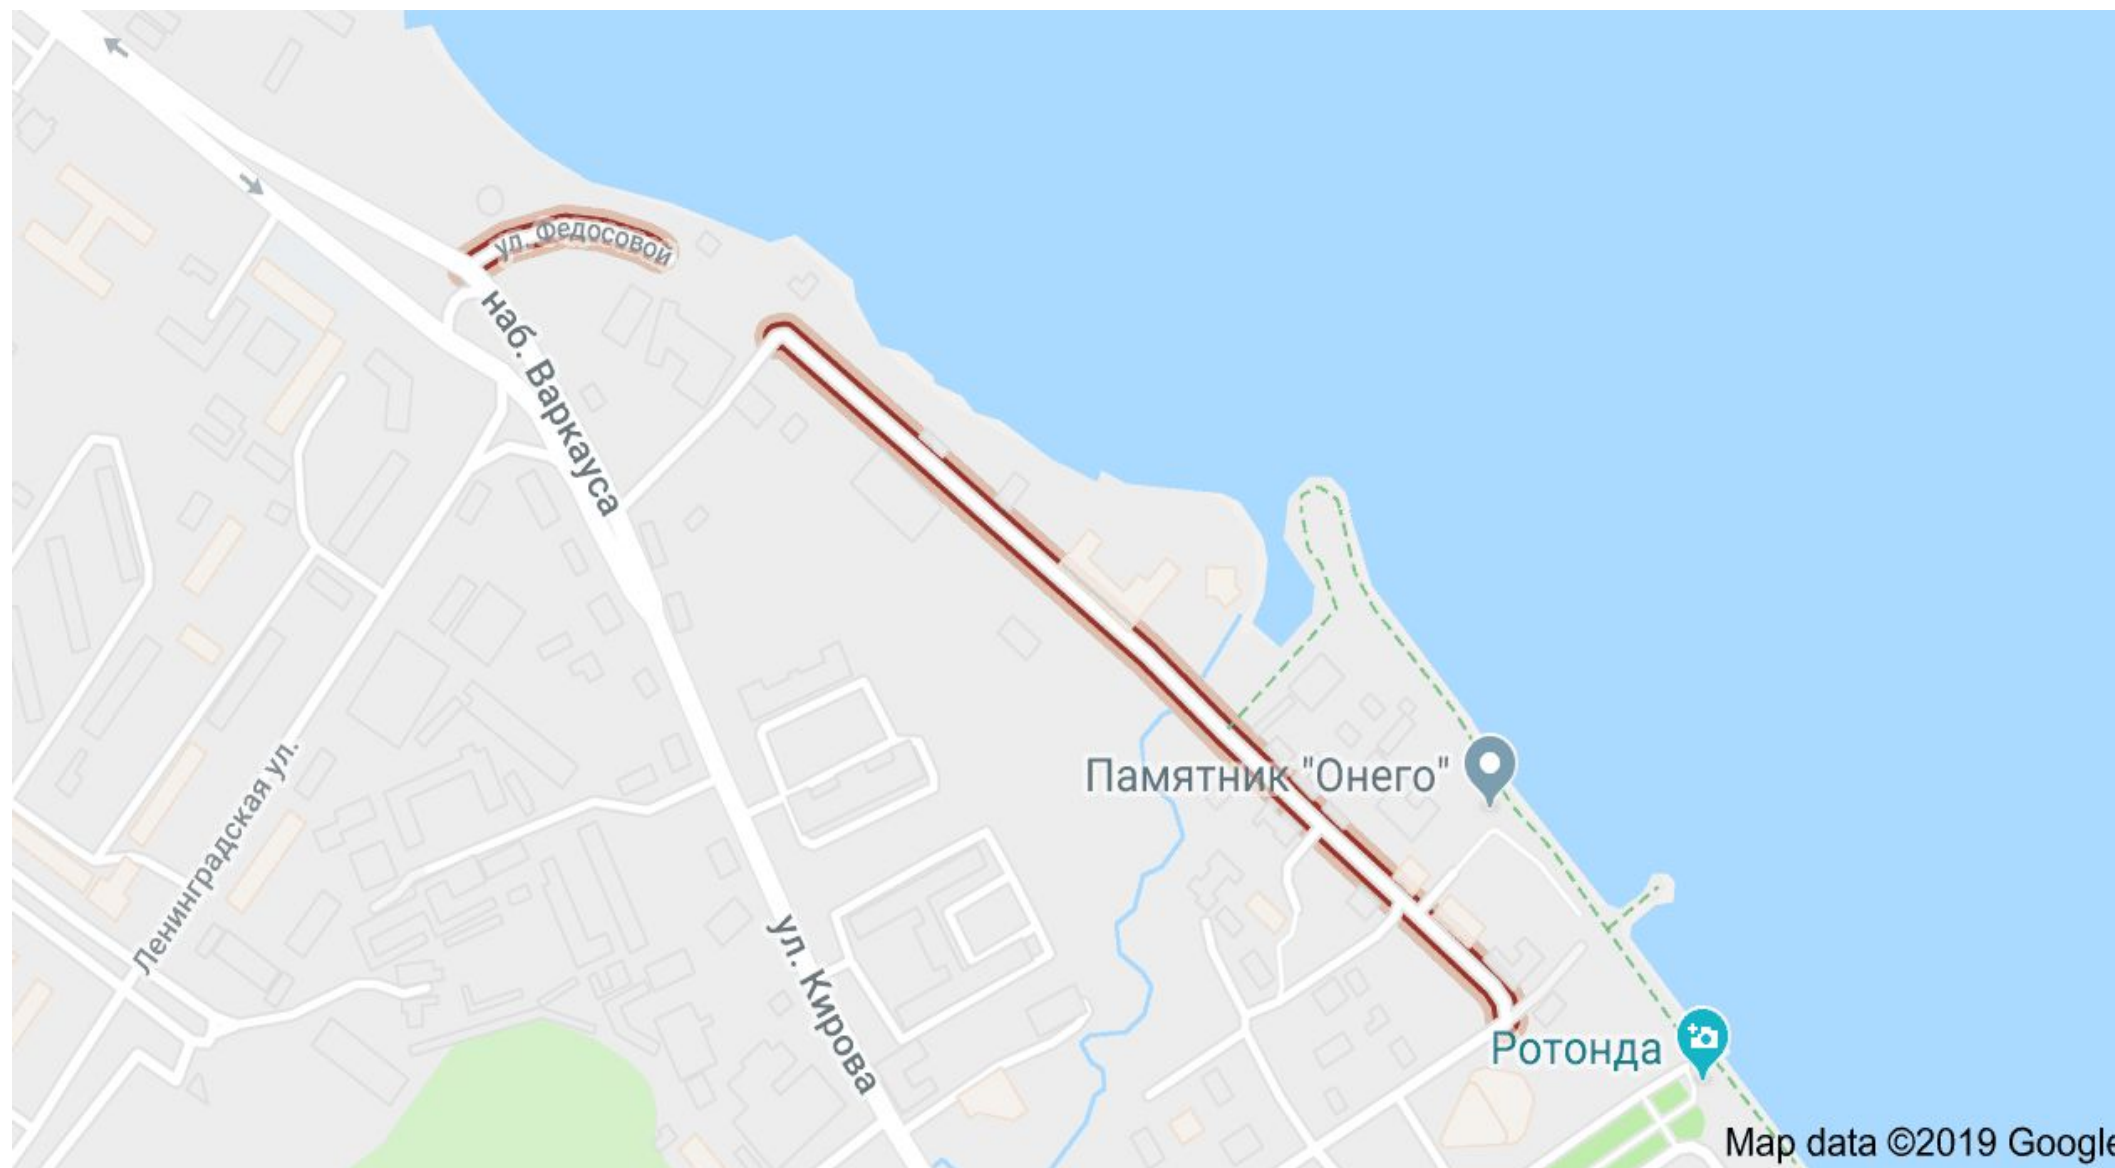 ул. Федосовой
наб. Варкауса
Памятник "Онего"
Ленинградская ул.
ул. Кирова
Ротонда
Map data ©2019 Google